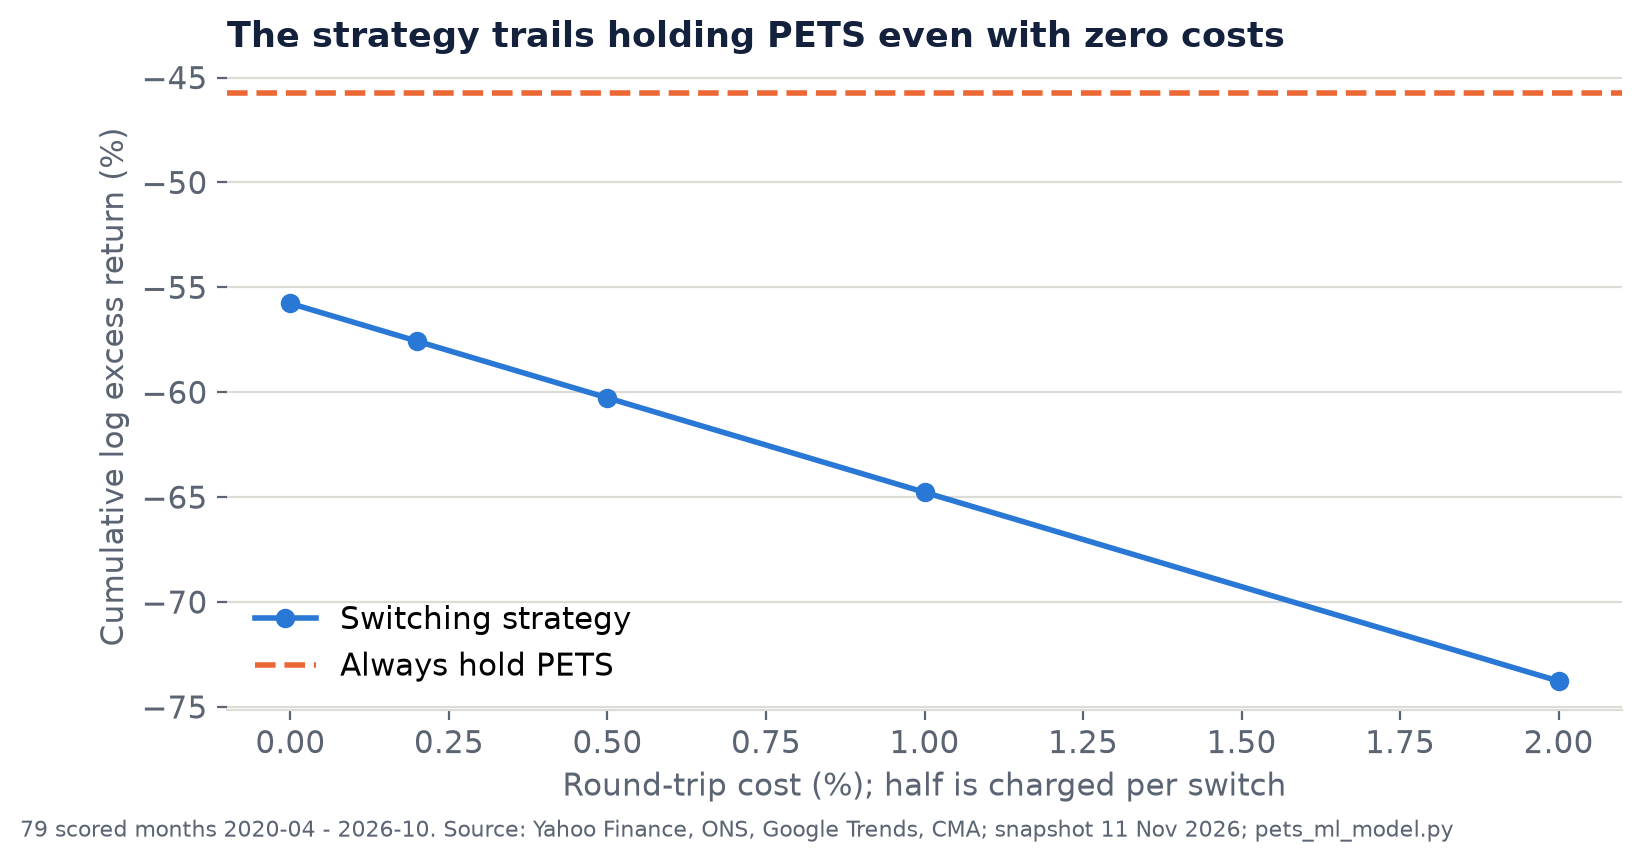 The strategy trails holding PETS even with zero costs
Cumulative log excess return (%)
−45
−50
−55
−60
−65
−70
−75
Switching strategy
Always hold PETS
0.00 0.25 0.50 0.75 1.00 1.25 1.50 1.75 2.00
Round-trip cost (%); half is charged per switch
79 scored months 2020-04 - 2026-10. Source: Yahoo Finance, ONS, Google Trends, CMA; snapshot 11 Nov 2026; pets_ml_model.py